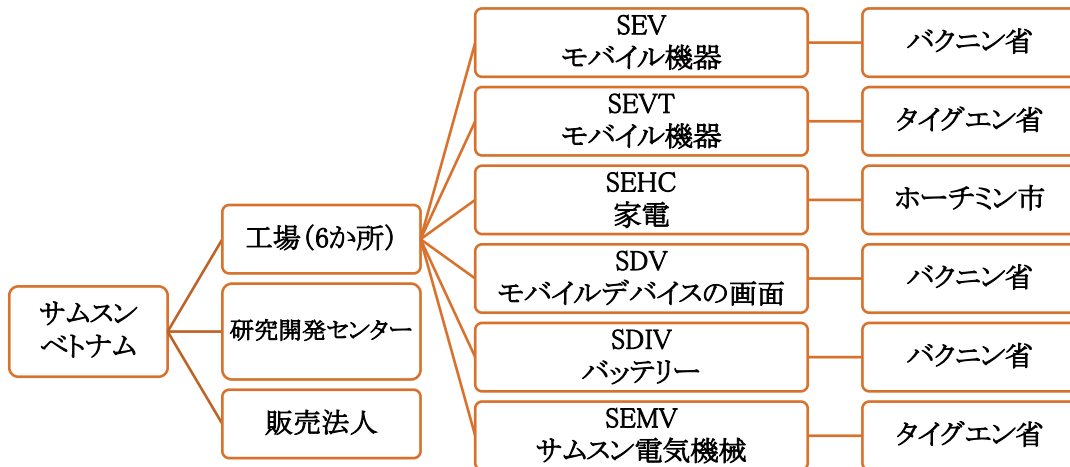 サムスン
ベトナム
工場（6か所）
研究開発センター
販売法人
SEV
モバイル機器
バクニン省
SEVT
モバイル機器
タイグエン省
SEHC
家電
ホーチミン市
SDV
モバイルデバイスの画面
バクニン省
SDIV
バッテリー
バクニン省
SEMV
サムスン電気機械
タイグエン省